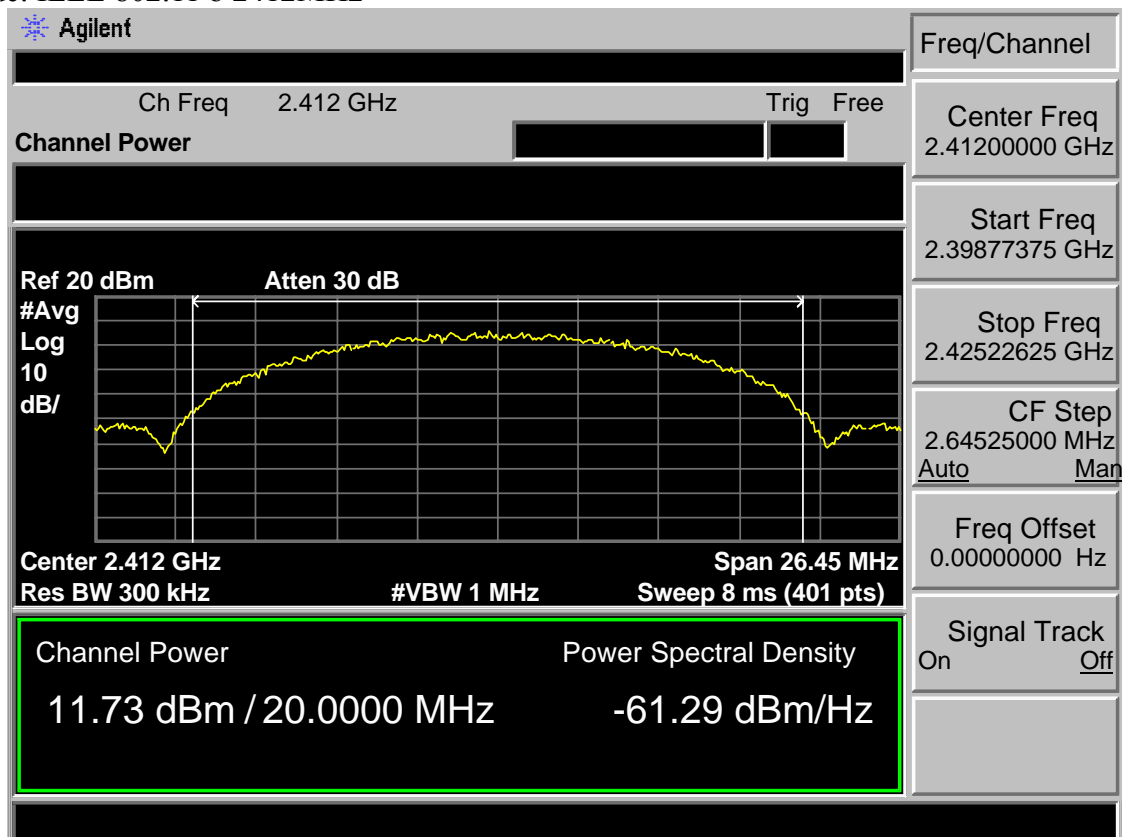 Agilent
Freq/Channel
Ch Freq 2.412 GHz Trig Free
Channel Power
Center Freq
2.41200000 GHz
Start Freq
2.39877375 GHz
Stop Freq
2.42522625 GHz
CF Step
2.64525000 MHz
Auto Man
Freq Offset
0.00000000 Hz
Signal Track
On Off
Ref 20 dBm Atten 30 dB
#Avg
Log
10
dB/
Center 2.412 GHz Span 26.45 MHz
Res BW 300 kHz #VBW 1 MHz Sweep 8 ms (401 pts)
Channel Power Power Spectral Density
11.73 dBm / 20.0000 MHz -61.29 dBm/Hz